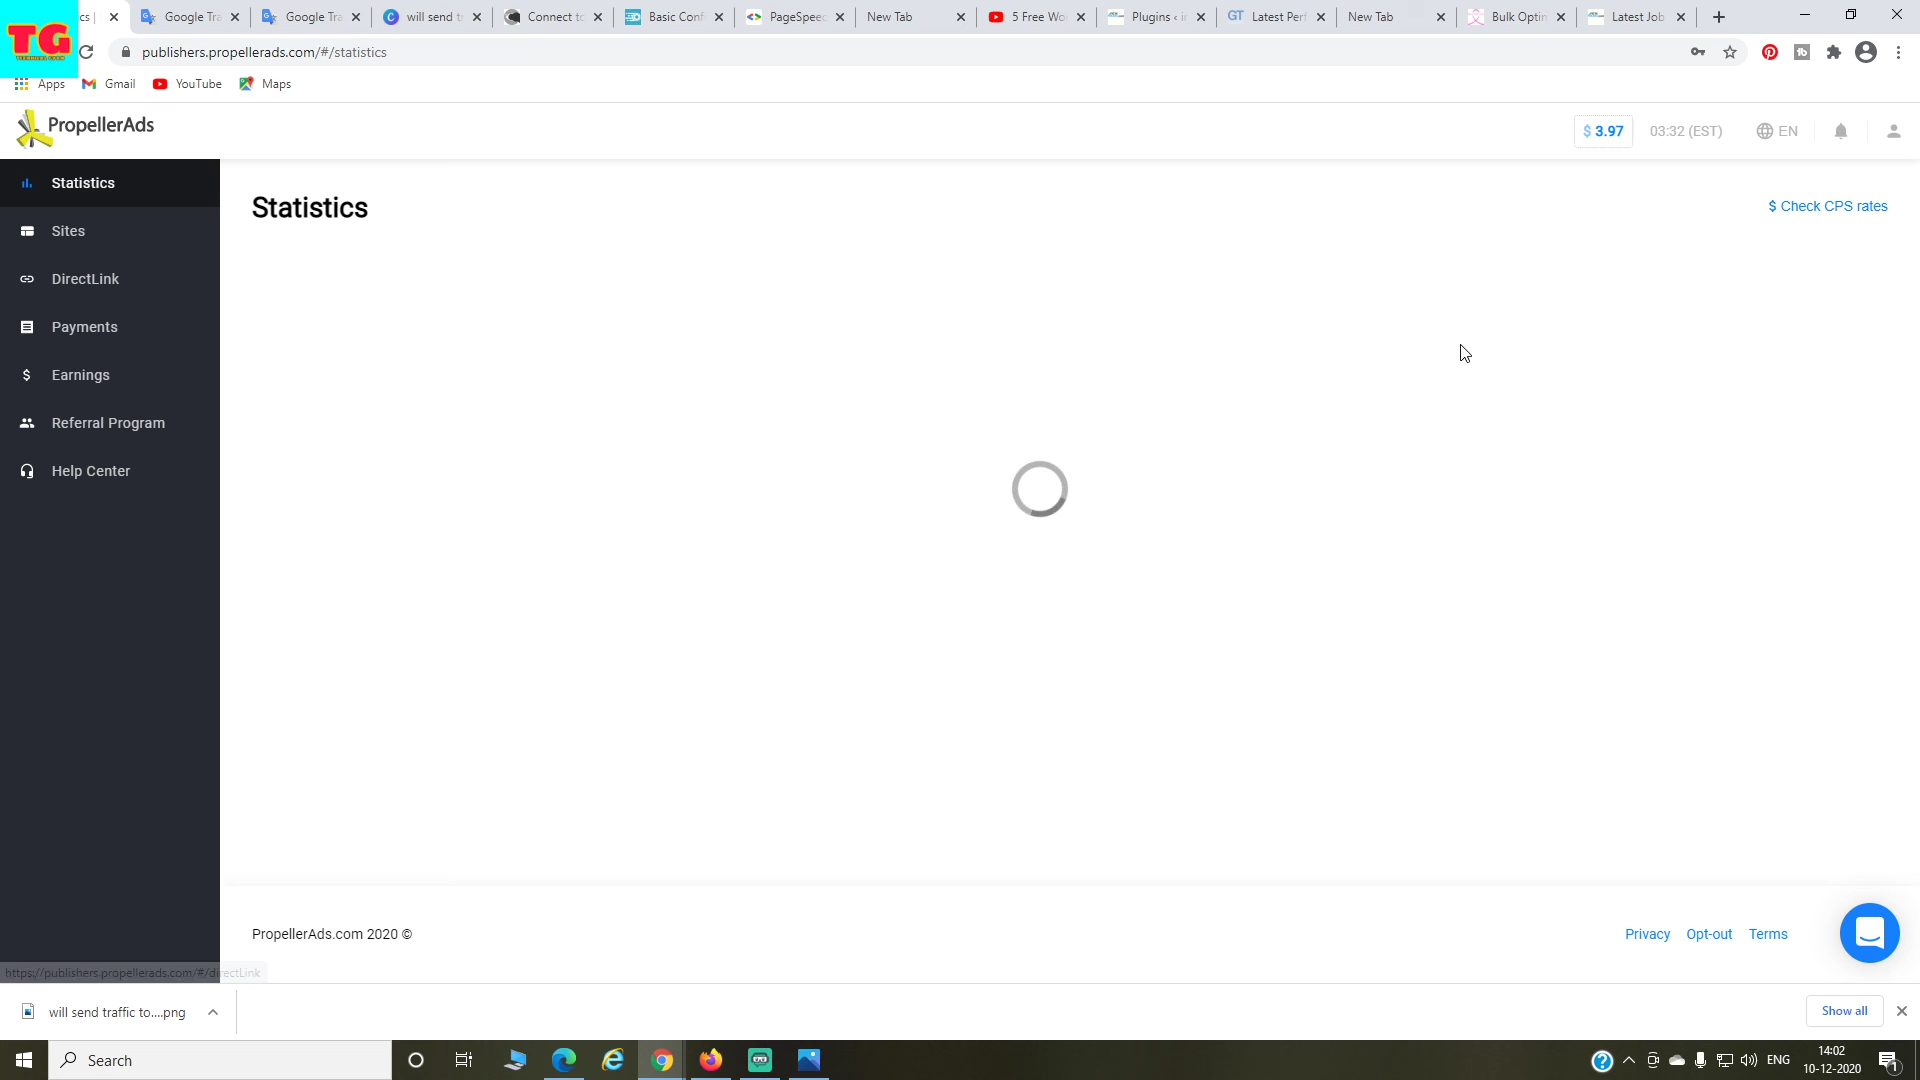 cs |
Google Tra
Google Tra
will send t
Connect to
Basic Conf
PageSpeed
New Tab
5 Free Wo
Plugins ‹ i
GT Latest Perf
New Tab
Bulk Optin
Latest Job
TG
publishers.propellerads.com/#/statistics
Apps
Gmail
YouTube
Maps
PropellerAds
$ 3.97
03:32 (EST)
EN
Statistics
Sites
DirectLink
Payments
$ Earnings
Referral Program
Help Center
Statistics
$ Check CPS rates
PropellerAds.com 2020 ©
Privacy Opt-out Terms
https://publishers.propellerads.com/#/directLink
will send traffic to....png
Show all
Search
ENG
14:02
10-12-2020
1